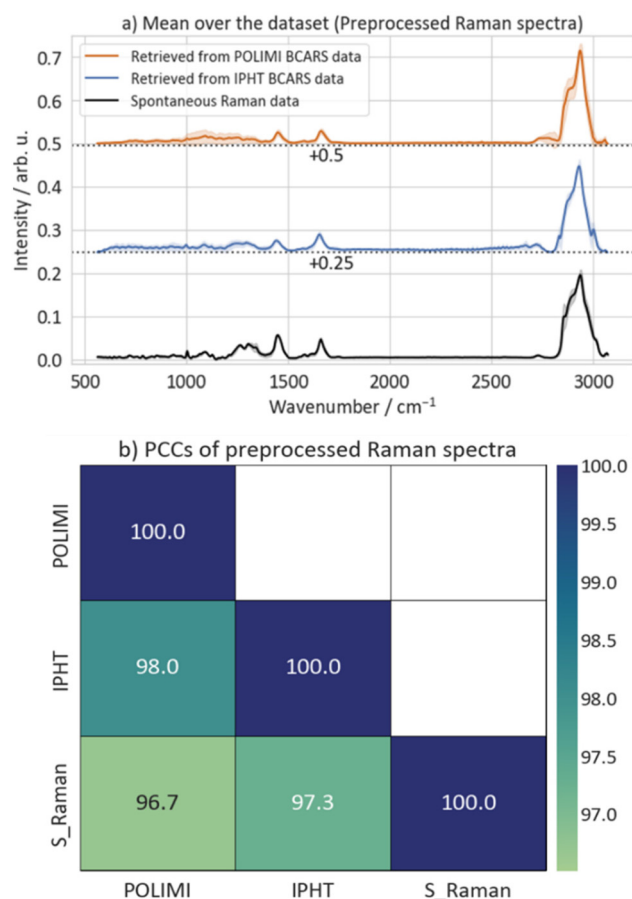 a) Mean over the dataset (Preprocessed Raman spectra)
Retrieved from POLIMI BCARS data
Retrieved from IPHT BCARS data
Spontaneous Raman data
0.7
0.6
0.5
0.4
0.3
0.2
0.1
0.0
Intensity / arb. u.
+0.5
+0.25
500 1000 1500 2000 2500 3000
Wavenumber / cm⁻¹
b) PCCs of preprocessed Raman spectra
POLIMI
100.0
IPHT
98.0 100.0
S_Raman
96.7 97.3 100.0
POLIMI IPHT S_Raman
100.0
99.5
99.0
98.5
98.0
97.5
97.0